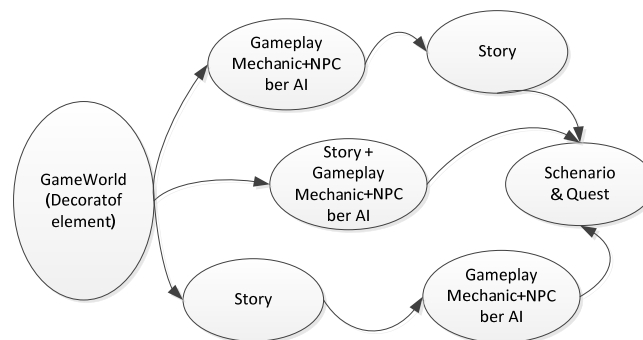 Gameplay
Mechanic+NPC
ber AI
Story
GameWorld
(Decoratof
element)
Story +
Gameplay
Mechanic+NPC
ber AI
Schenario
& Quest
Story
Gameplay
Mechanic+NPC
ber AI